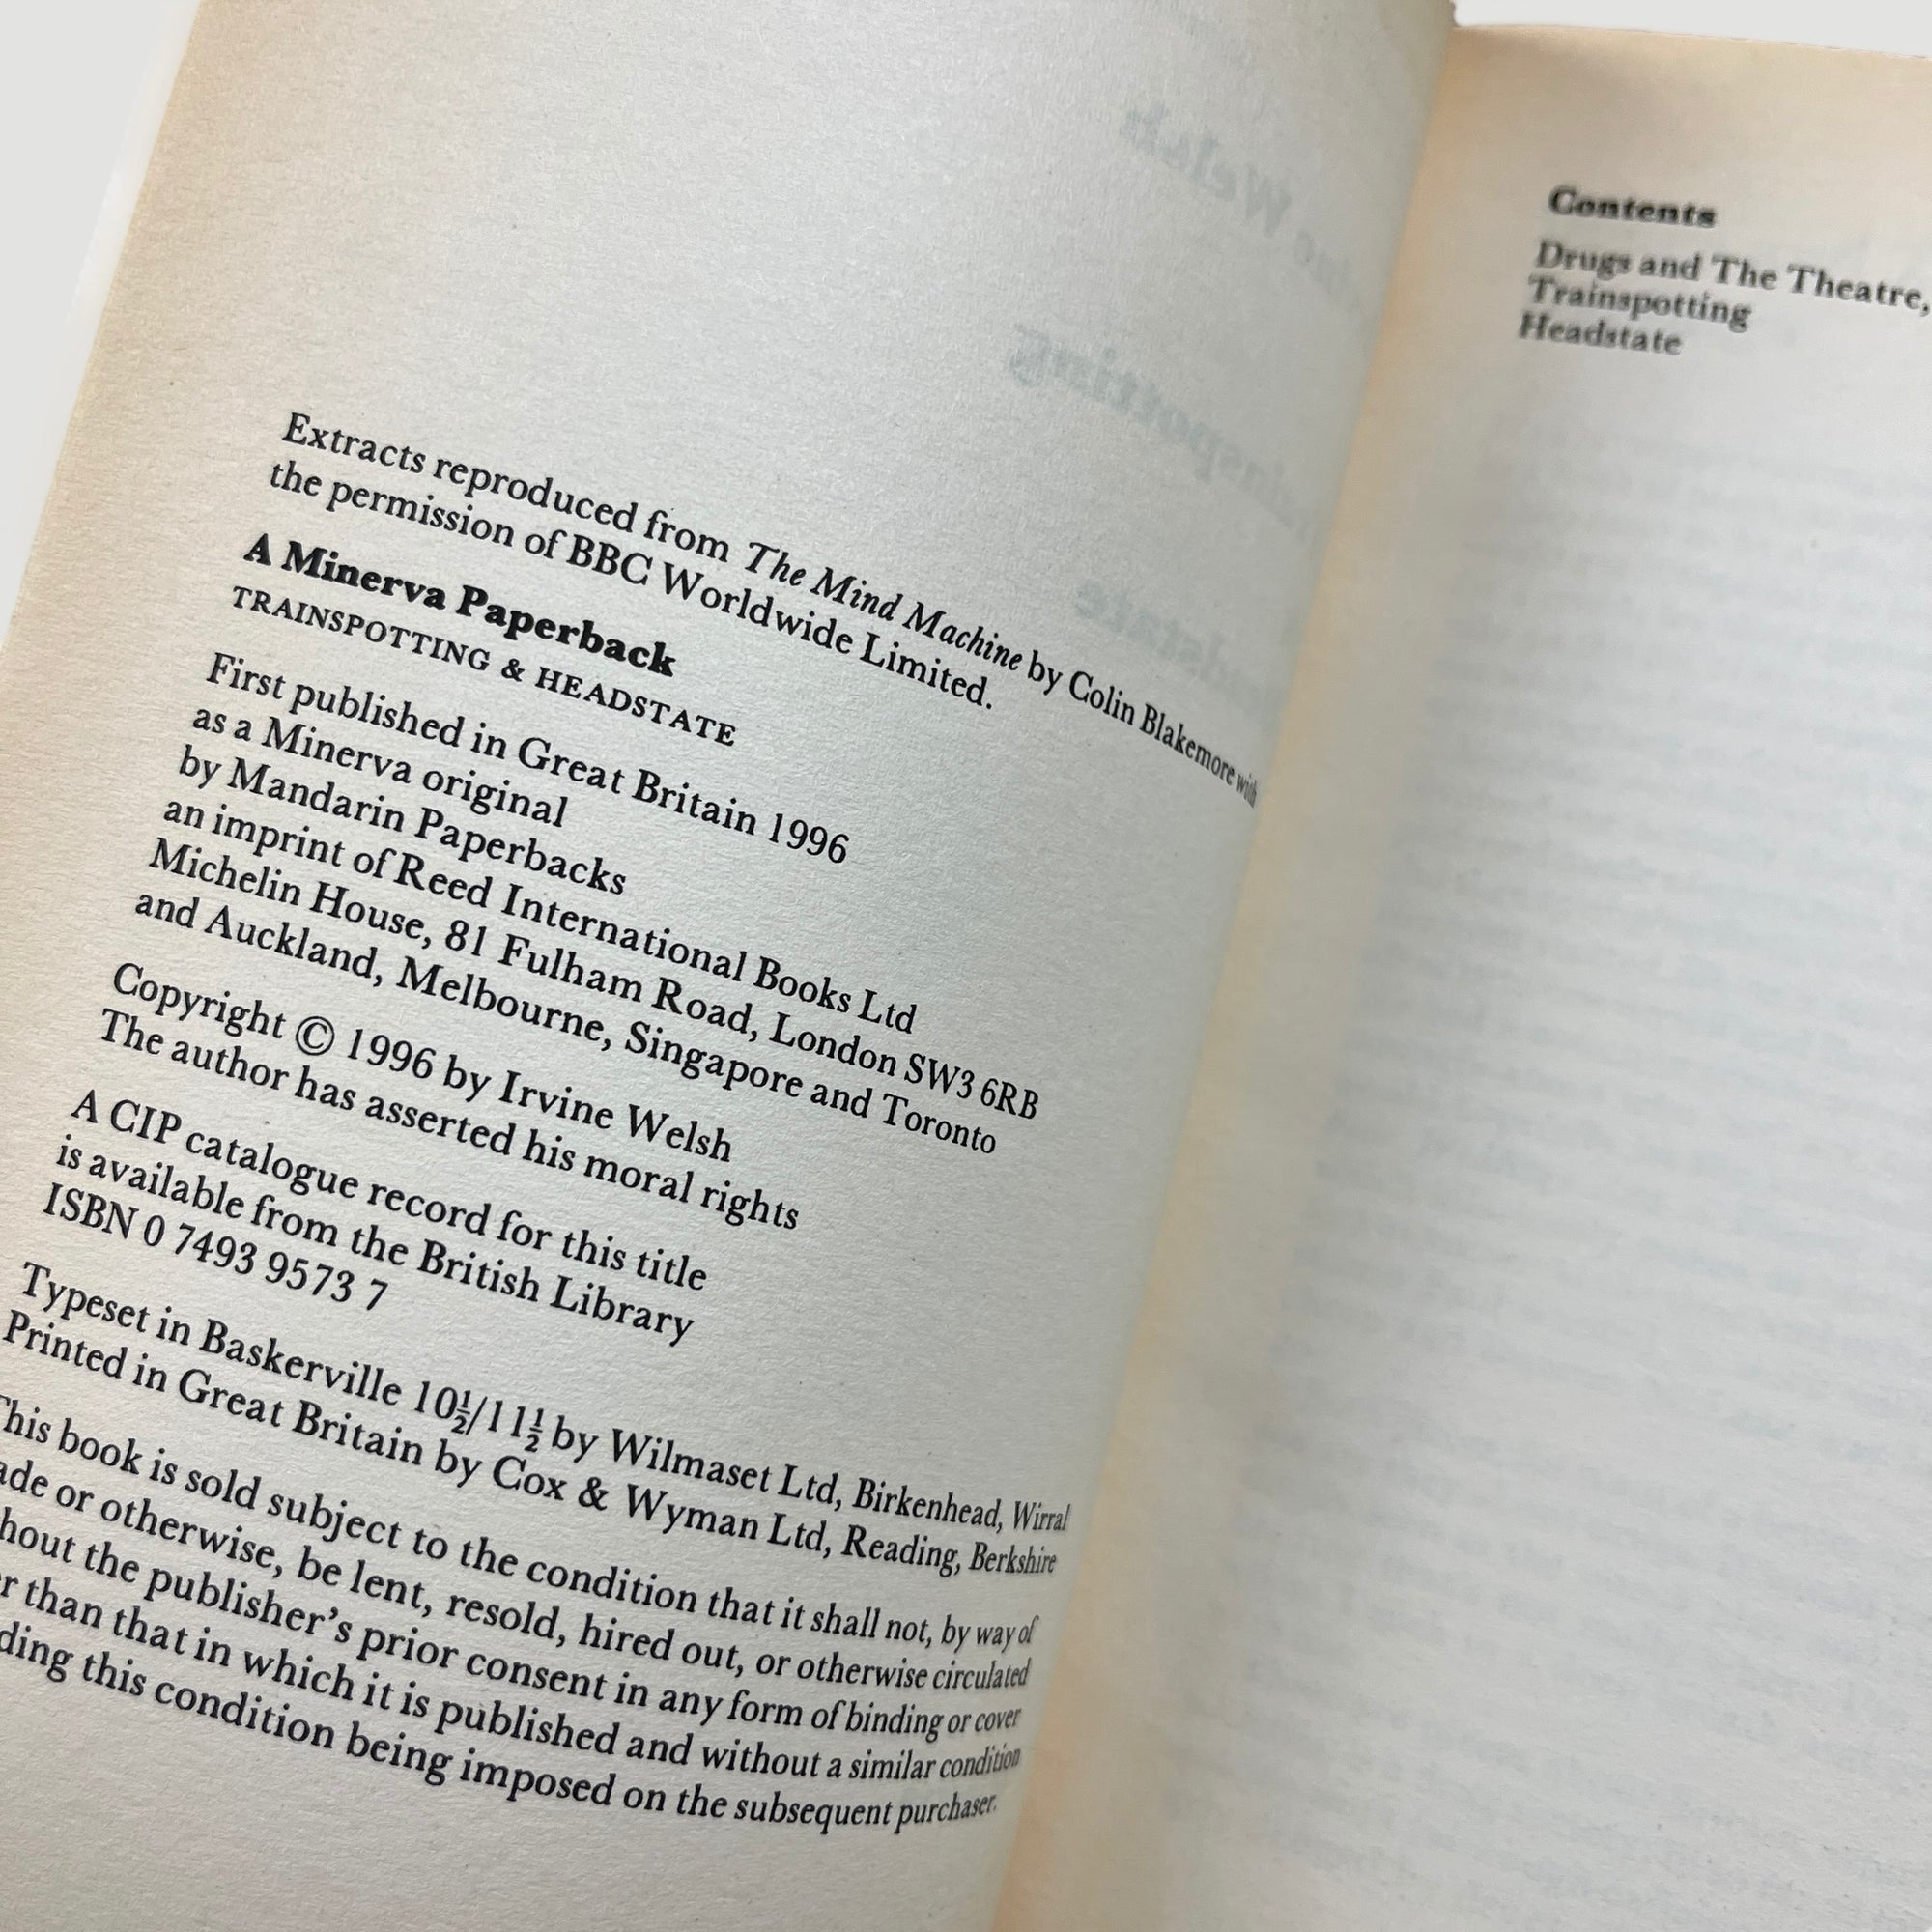 Extracts reproduced from The Mind Machine by Colin Blakemore with
the permission of BBC Worldwide Limited.
A Minerva Paperback
TRAINSPOTTING & HEADSTATE
First published in Great Britain 1996
as a Minerva original
by Mandarin Paperbacks
an imprint of Reed International Books Ltd
Michelin House, 81 Fulham Road, London SW3 6RB
and Auckland, Melbourne, Singapore and Toronto
Copyright © 1996 by Irvine Welsh
The author has asserted his moral rights
A CIP catalogue record for this title
is available from the British Library
ISBN 0 7493 9573 7
Typeset in Baskerville 10½/11½ by Wilmaset Ltd, Birkenhead, Wirral
Printed in Great Britain by Cox & Wyman Ltd, Reading, Berkshire
This book is sold subject to the condition that it shall not, by way of
ade or otherwise, be lent, resold, hired out, or otherwise circulated
hout the publisher's prior consent in any form of binding or cover
r than that in which it is published and without a similar condition
ding this condition being imposed on the subsequent purchaser.
Contents
Drugs and The Theatre,
Trainspotting
Headstate